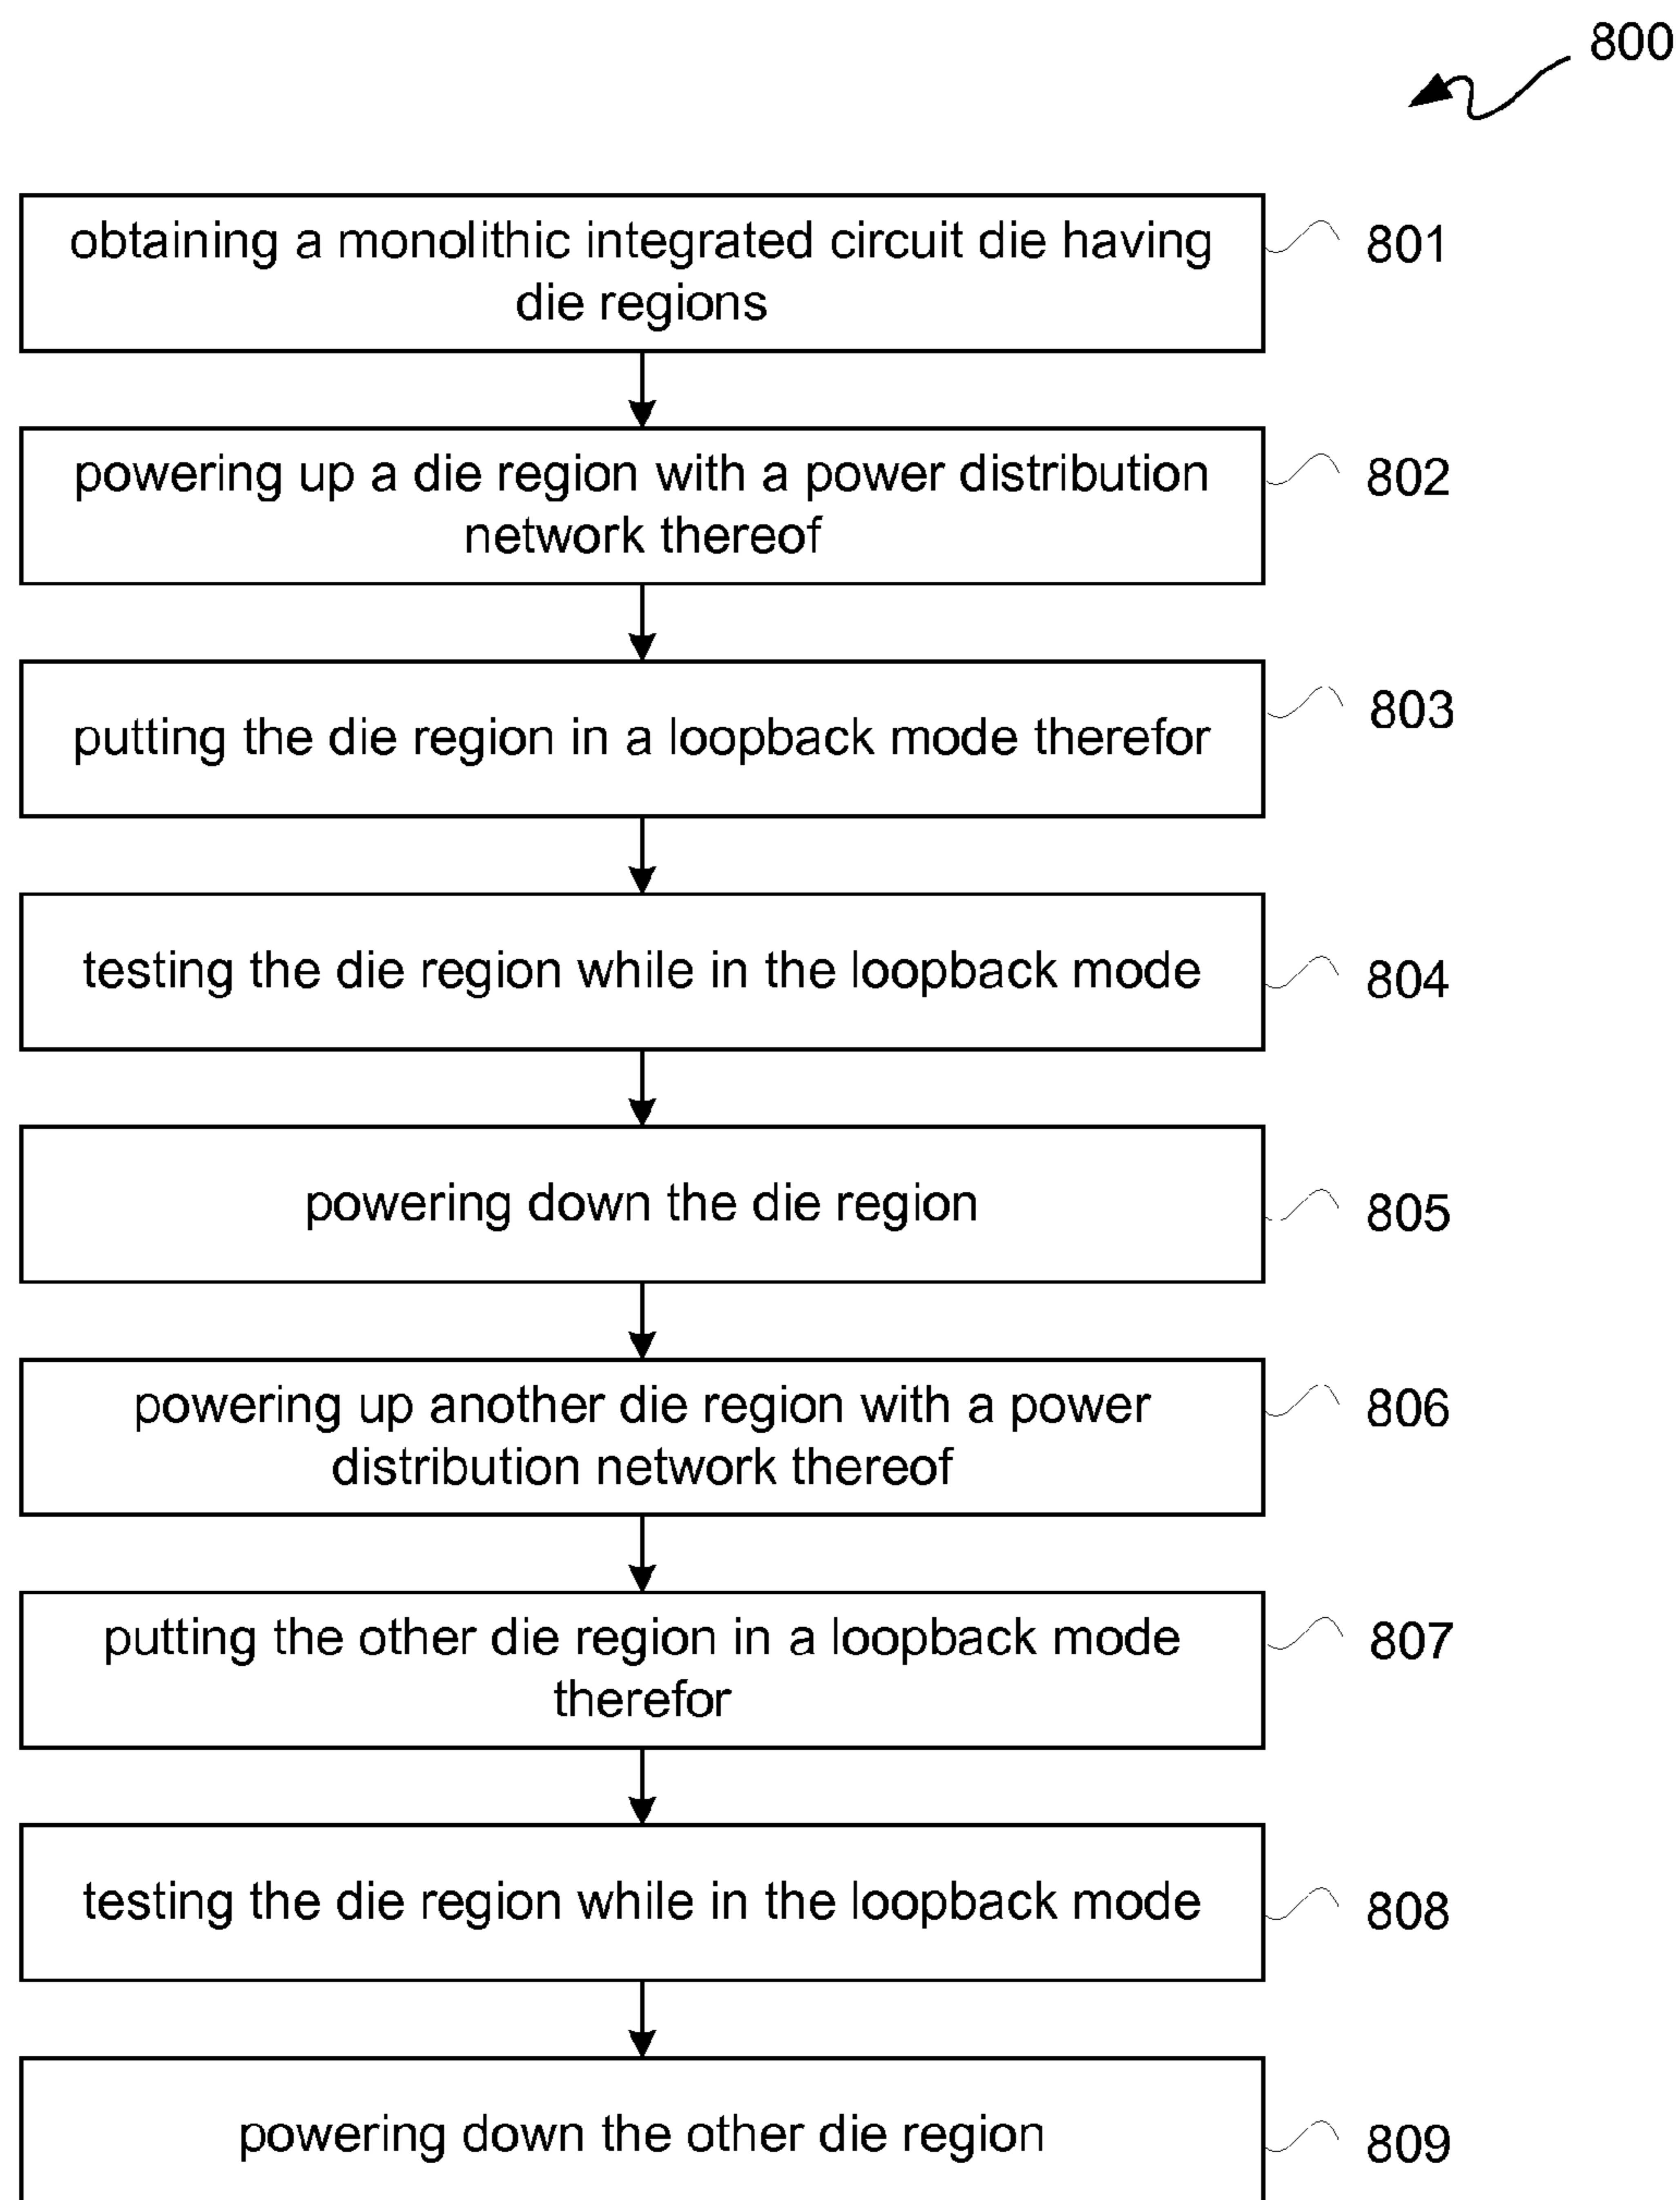 800
obtaining a monolithic integrated circuit die having
die regions
801
powering up a die region with a power distribution
network thereof
802
putting the die region in a loopback mode therefor
803
testing the die region while in the loopback mode
804
powering down the die region
805
powering up another die region with a power
distribution network thereof
806
putting the other die region in a loopback mode
therefor
807
testing the die region while in the loopback mode
808
powering down the other die region
809